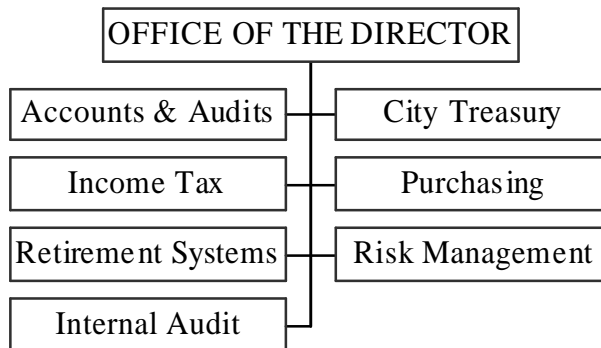 OFFICE OF THE DIRECTOR
Accounts & Audits
City Treasury
Income Tax
Purchasing
Retirement Systems
Risk Management
Internal Audit